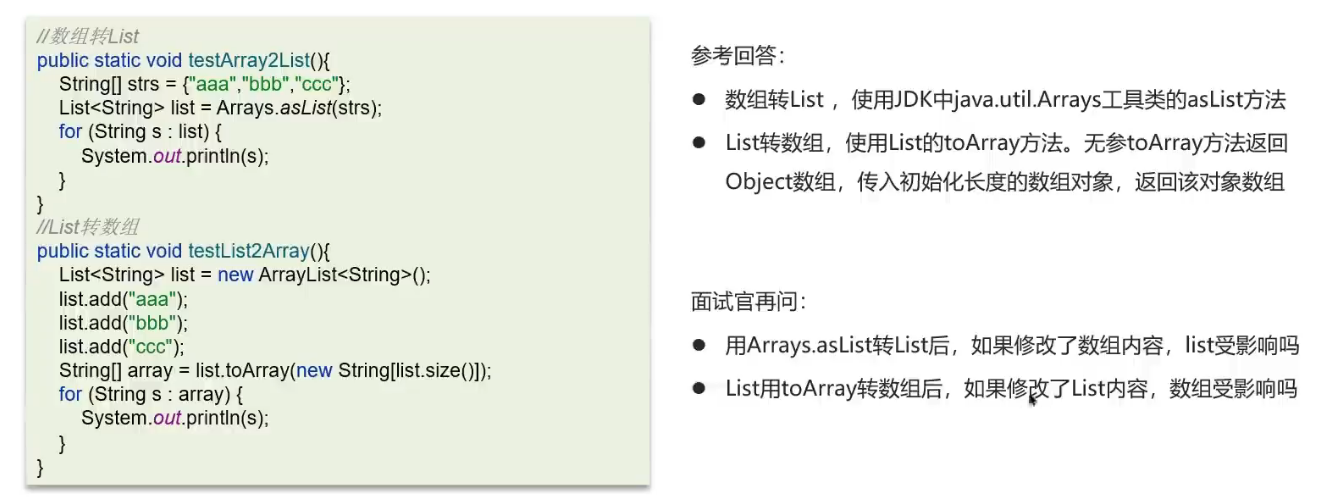 //数组转List
public static void testArray2List(){
String[] strs = {"aaa","bbb","ccc"};
List<String> list = Arrays.asList(strs);
for (String s : list) {
System.out.println(s);
}
}
//List转数组
public static void testList2Array(){
List<String> list = new ArrayList<String>();
list.add("aaa");
list.add("bbb");
list.add("ccc");
String[] array = list.toArray(new String[list.size()]);
for (String s : array) {
System.out.println(s);
}
}
参考回答：
● 数组转List ，使用JDK中java.util.Arrays工具类的asList方法
● List转数组，使用List的toArray方法。无参toArray方法返回
Object数组，传入初始化长度的数组对象，返回该对象数组
面试官再问：
● 用Arrays.asList转List后，如果修改了数组内容，list受影响吗
● List用toArray转数组后，如果修改了List内容，数组受影响吗